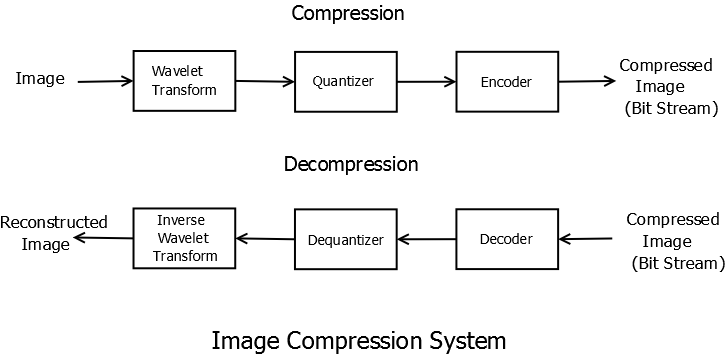 Compression
Image
Wavelet
Transform
Quantizer
Encoder
Compressed
Image
(Bit Stream)
Decompression
Reconstructed
Image
Inverse
Wavelet
Transform
Dequantizer
Decoder
Compressed
Image
(Bit Stream)
Image Compression System